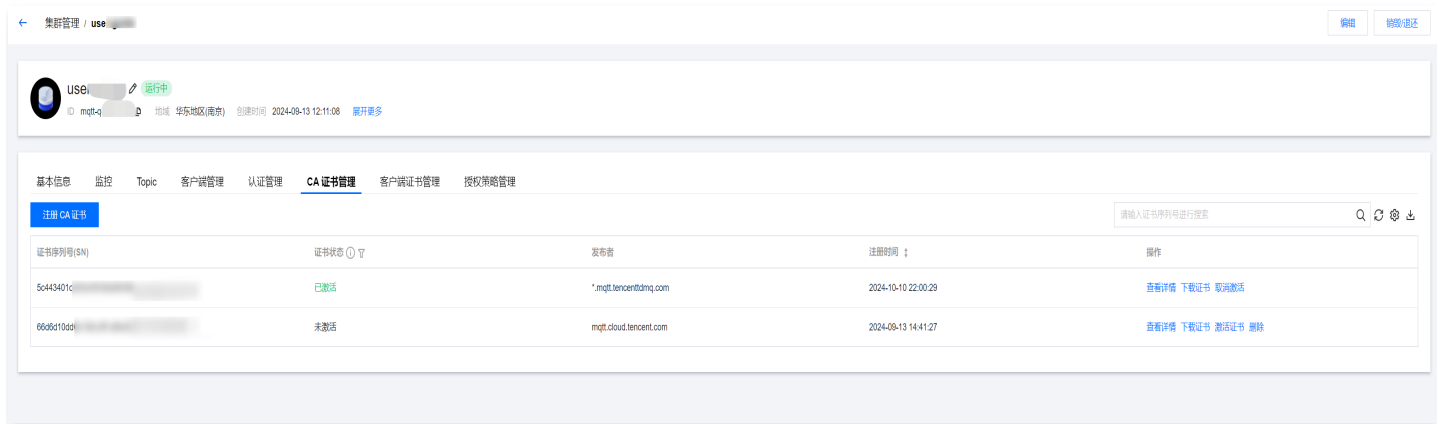 集群管理 / use
编辑 销毁/退还
use 运行中
ID mqtt-q 地域 华东地区(南京) 创建时间 2024-09-13 12:11:08 展开更多
基本信息 监控 Topic 客户端管理 认证管理 CA 证书管理 客户端证书管理 授权策略管理
注册 CA 证书 请输入证书序列号进行搜索
证书序列号(SN) 证书状态 发布者 注册时间 操作
5c443401c 已激活 *.mqtt.tencenttdmq.com 2024-10-10 22:00:29 查看详情 下载证书 取消激活
66d6d10dd 未激活 mqtt.cloud.tencent.com 2024-09-13 14:41:27 查看详情 下载证书 激活证书 删除